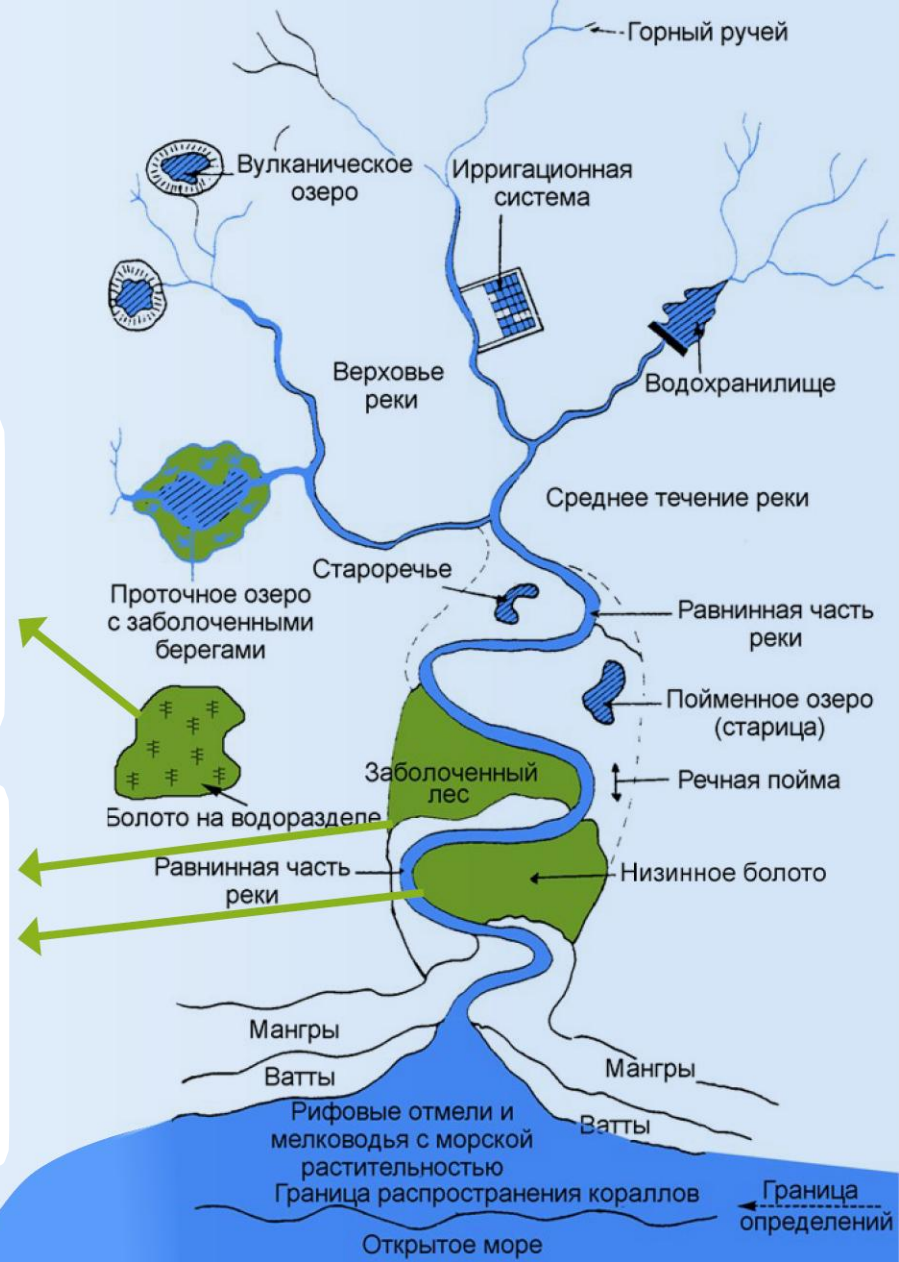 Горный ручей
Вулканическое
озеро
Ирригационная
система
Верховье
реки
Водохранилище
Среднее течение реки
Староречье
Проточное озеро
с заболоченными
берегами
Равнинная часть
реки
Пойменное озеро
(старица)
Заболоченный
лес
Речная пойма
Болото на водоразделе
Равнинная часть
реки
Низинное болото
Мангры
Мангры
Ватты
Ватты
Рифовые отмели и
мелководья с морской
растительностью
Граница распространения кораллов
Граница
определений
Открытое море